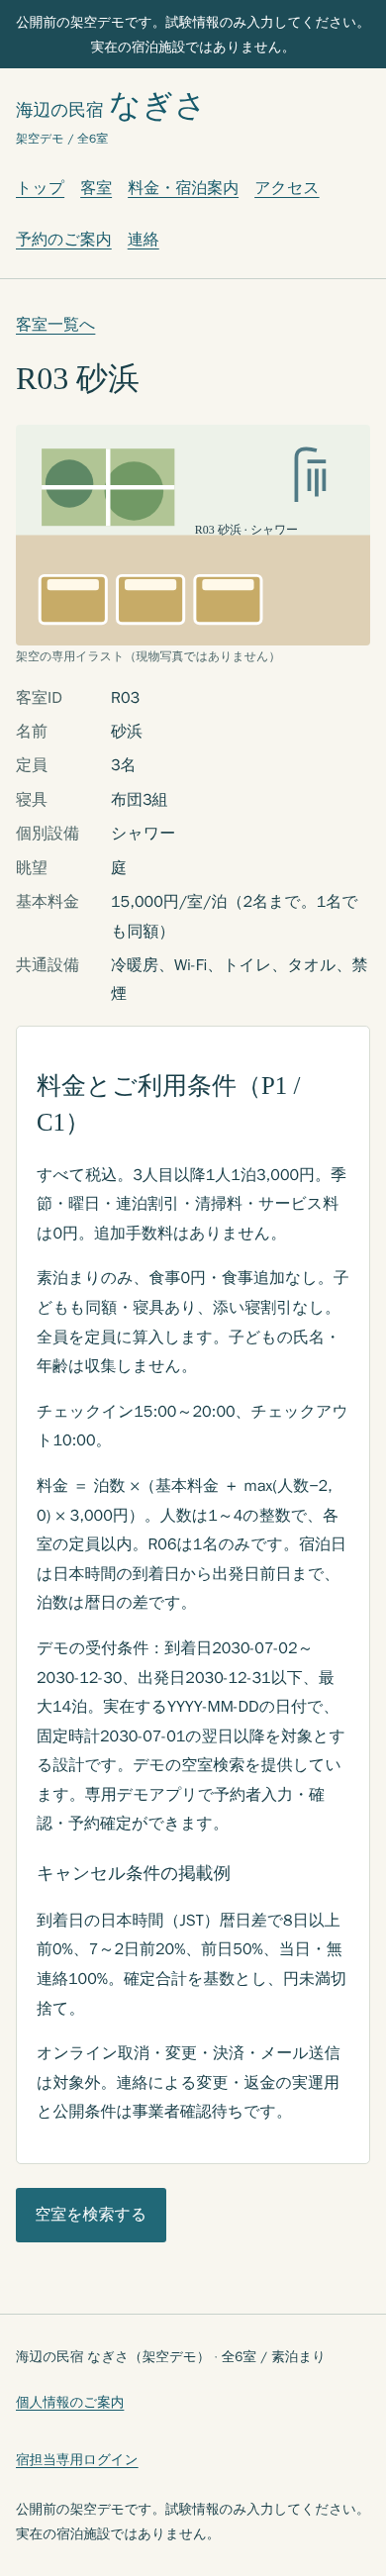 公開前の架空デモです。試験情報のみ入力してください。
実在の宿泊施設ではありません。
海辺の民宿 なぎさ
架空デモ / 全6室
トップ 客室 料金・宿泊案内 アクセス
予約のご案内 連絡
客室一覧へ
R03 砂浜
R03 砂浜 · シャワー
架空の専用イラスト（現物写真ではありません）
客室ID R03
名前 砂浜
定員 3名
寝具 布団3組
個別設備 シャワー
眺望 庭
基本料金 15,000円/室/泊（2名まで。1名で
も同額）
共通設備 冷暖房、Wi-Fi、トイレ、タオル、禁
煙
料金とご利用条件（P1 /
C1）
すべて税込。3人目以降1人1泊3,000円。季
節・曜日・連泊割引・清掃料・サービス料
は0円。追加手数料はありません。
素泊まりのみ、食事0円・食事追加なし。子
どもも同額・寝具あり、添い寝割引なし。
全員を定員に算入します。子どもの氏名・
年齢は収集しません。
チェックイン15:00～20:00、チェックアウ
ト10:00。
料金 ＝ 泊数 ×（基本料金 ＋ max(人数−2,
0) × 3,000円）。人数は1～4の整数で、各
室の定員以内。R06は1名のみです。宿泊日
は日本時間の到着日から出発日前日まで、
泊数は暦日の差です。
デモの受付条件：到着日2030-07-02～
2030-12-30、出発日2030-12-31以下、最
大14泊。実在するYYYY-MM-DDの日付で、
固定時計2030-07-01の翌日以降を対象とす
る設計です。デモの空室検索を提供してい
ます。専用デモアプリで予約者入力・確
認・予約確定ができます。
キャンセル条件の掲載例
到着日の日本時間（JST）暦日差で8日以上
前0%、7～2日前20%、前日50%、当日・無
連絡100%。確定合計を基数とし、円未満切
捨て。
オンライン取消・変更・決済・メール送信
は対象外。連絡による変更・返金の実運用
と公開条件は事業者確認待ちです。
空室を検索する
海辺の民宿 なぎさ（架空デモ） · 全6室 / 素泊まり
個人情報のご案内
宿担当専用ログイン
公開前の架空デモです。試験情報のみ入力してください。
実在の宿泊施設ではありません。